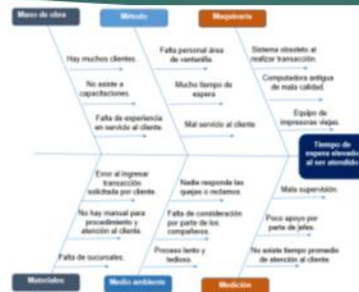 Mano de obra
Método
Maquinaria
Hay muchos clientes.
No asiste a
capacitaciones.
Falta de experiencia
en servicio al cliente.
Falta personal área
de ventanilla.
Mucho tiempo de
espera
Mal servicio al cliente
Sistema obsoleto al
realizar transacción.
Computadora antigua
de mala calidad.
Equipo de
impresoras viejas.
Tiempo de
espera elevado
al ser atendido
Error al ingresar
transacción
solicitada por cliente.
No hay manual para
procedimiento y
atención al cliente.
Falta de sucursales.
Nadie responde las
quejas o reclamos.
Falta de consideración
por parte de los
compañeros.
Proceso lento y
tedioso.
Mala supervisión.
Poco apoyo por
parte de jefes.
No existe tiempo promedio
de atención al cliente.
Materiales
Medio ambiente
Medición